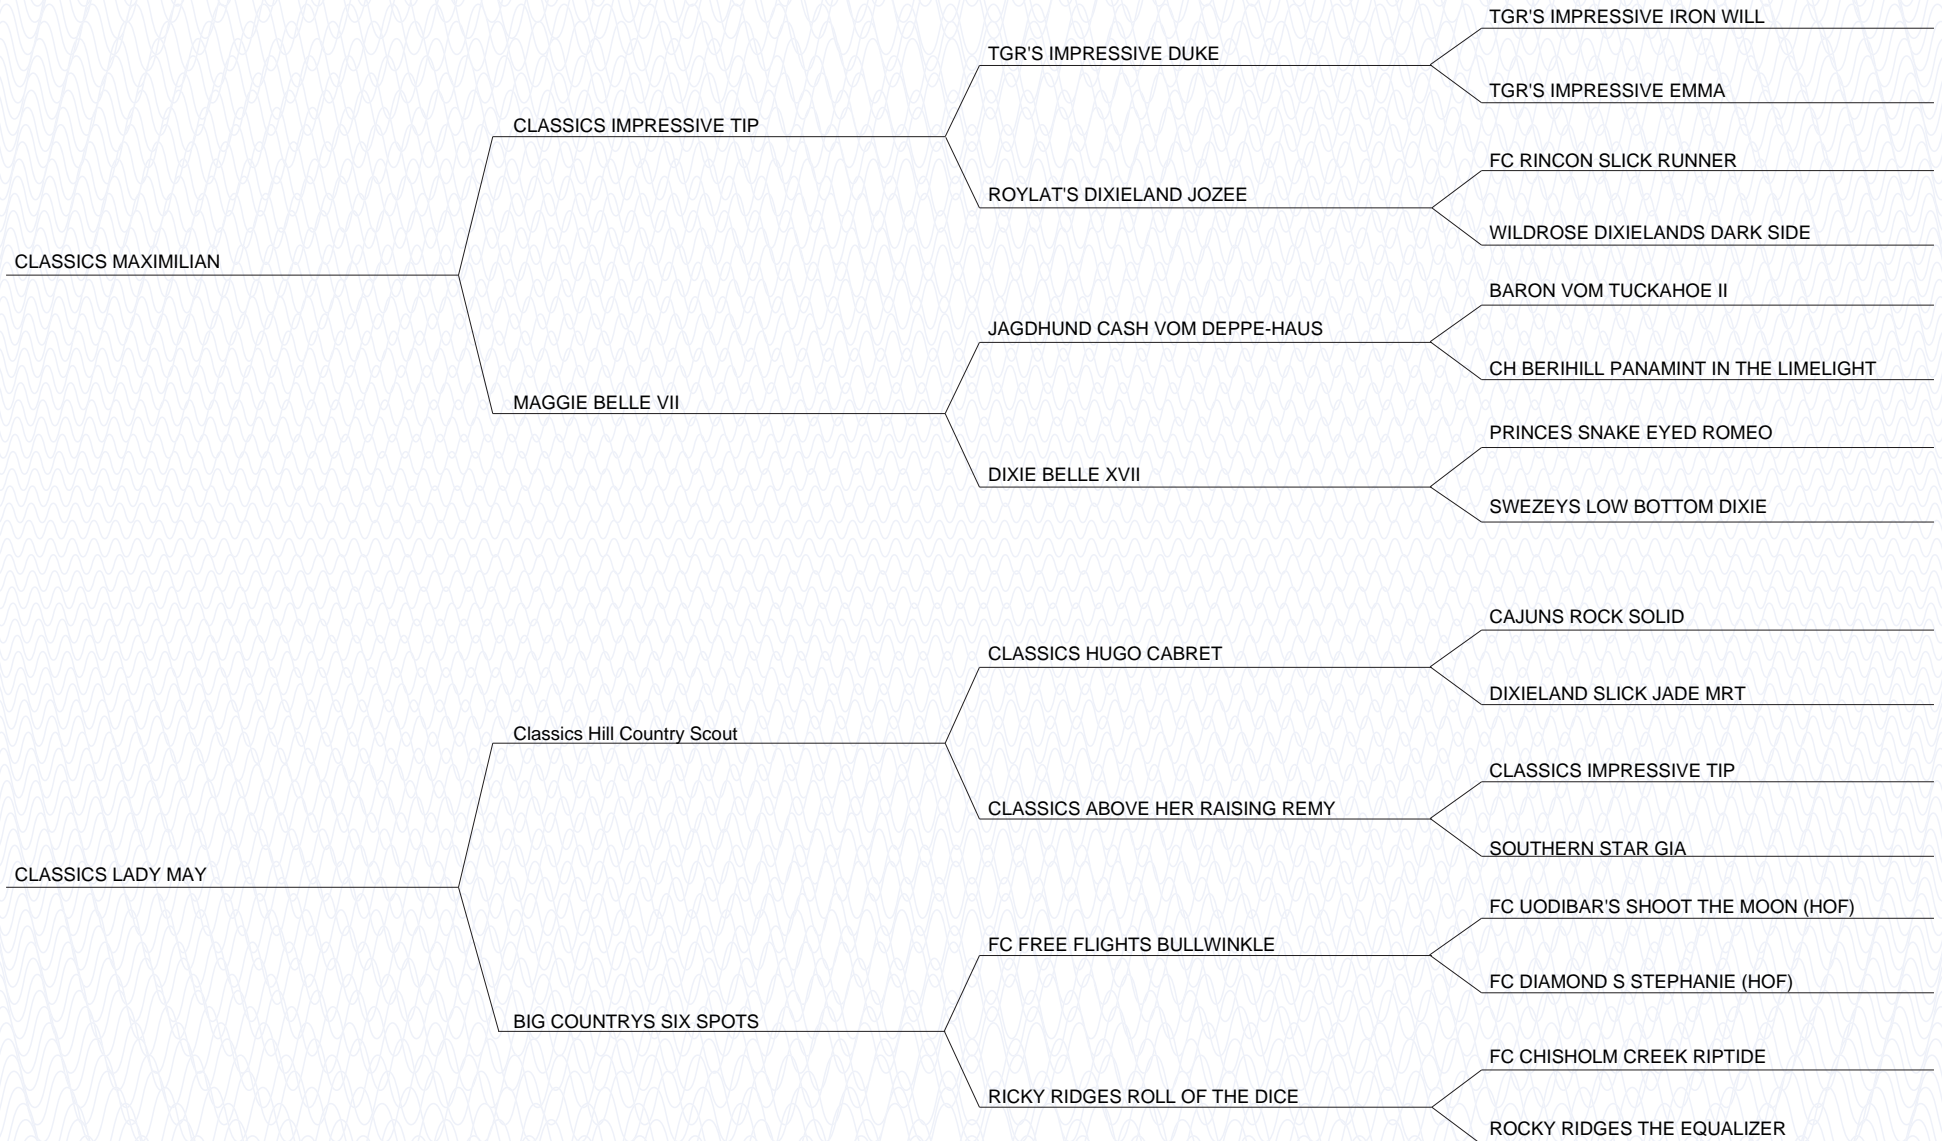 TGR'S IMPRESSIVE IRON WILL
TGR'S IMPRESSIVE DUKE
TGR'S IMPRESSIVE EMMA
CLASSICS IMPRESSIVE TIP
FC RINCON SLICK RUNNER
ROYLAT'S DIXIELAND JOZEE
WILDROSE DIXIELANDS DARK SIDE
CLASSICS MAXIMILIAN
BARON VOM TUCKAHOE II
JAGDHUND CASH VOM DEPPE-HAUS
CH BERIHILL PANAMINT IN THE LIMELIGHT
MAGGIE BELLE VII
PRINCES SNAKE EYED ROMEO
DIXIE BELLE XVII
SWEZEYS LOW BOTTOM DIXIE
CAJUNS ROCK SOLID
CLASSICS HUGO CABRET
DIXIELAND SLICK JADE MRT
Classics Hill Country Scout
CLASSICS IMPRESSIVE TIP
CLASSICS ABOVE HER RAISING REMY
SOUTHERN STAR GIA
CLASSICS LADY MAY
FC UODIBAR'S SHOOT THE MOON (HOF)
FC FREE FLIGHTS BULLWINKLE
FC DIAMOND S STEPHANIE (HOF)
BIG COUNTRYS SIX SPOTS
FC CHISHOLM CREEK RIPTIDE
RICKY RIDGES ROLL OF THE DICE
ROCKY RIDGES THE EQUALIZER